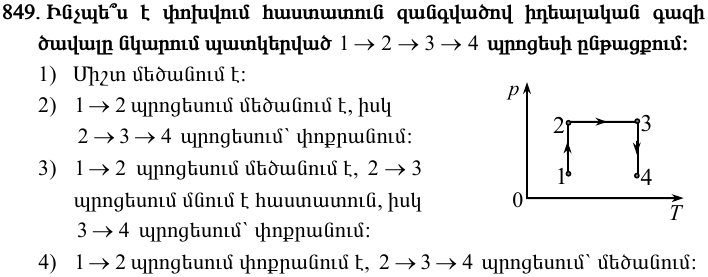 849. Ինչպե՞ս է փոխվում հաստատուն զանգվածով իդեալական գազի
ծավալը նկարում պատկերված 1 → 2 → 3 → 4 պրոցեսի ընթացքում:
1) Միշտ մեծանում է:
2) 1 → 2 պրոցեսում մեծանում է, իսկ
2 → 3 → 4 պրոցեսում՝ փոքրանում:
3) 1 → 2 պրոցեսում մեծանում է, 2 → 3
պրոցեսում մնում է հաստատուն, իսկ
3 → 4 պրոցեսում՝ փոքրանում:
4) 1 → 2 պրոցեսում փոքրանում է, 2 → 3 → 4 պրոցեսում՝ մեծանում:
p
2 3
1 4
0 T